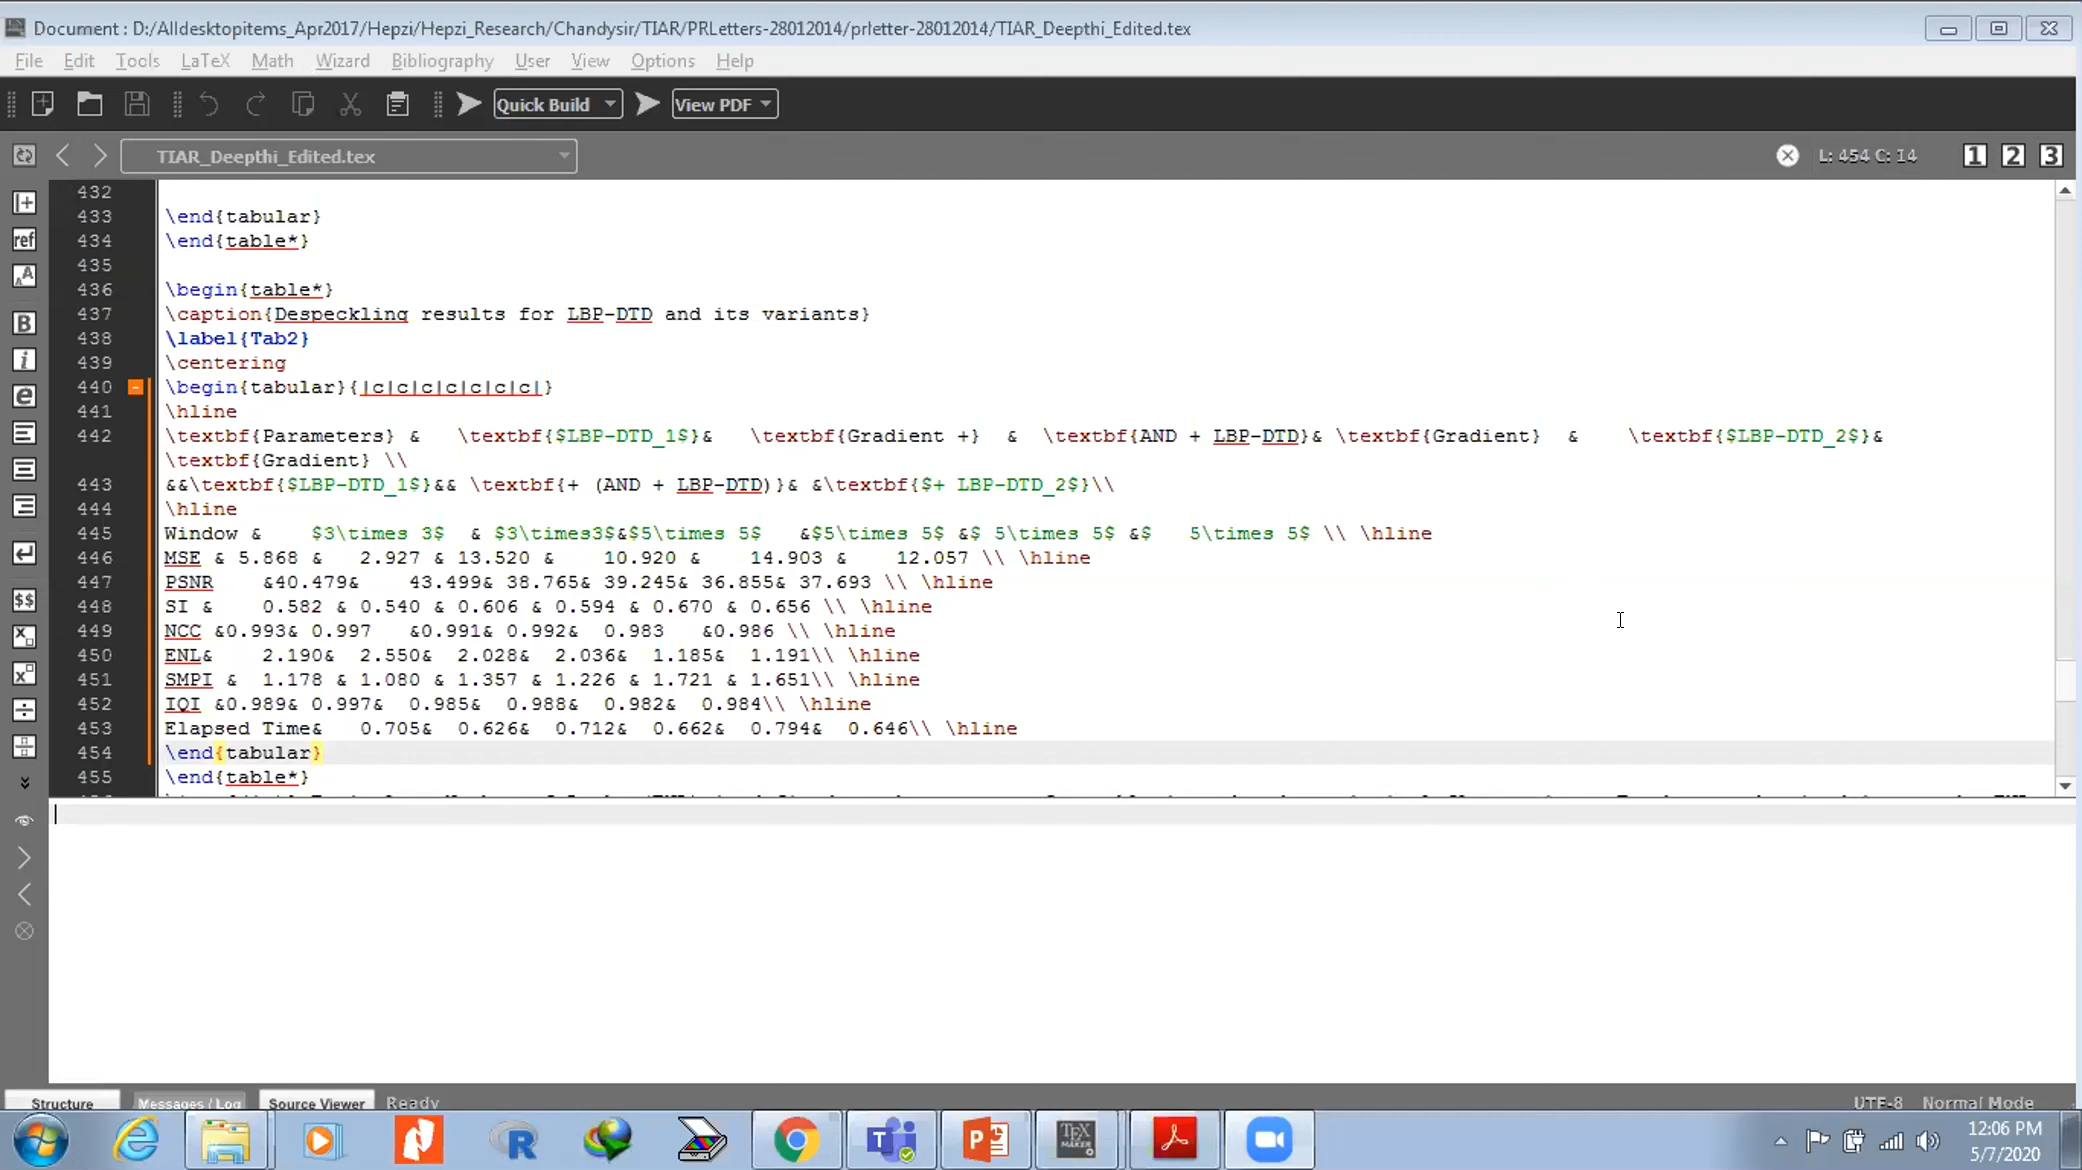 Document : D:/Alldesktopitems_Apr2017/Hepzi/Hepzi_Research/Chandysir/TIAR/PRLetters-28012014/prletter-28012014/TIAR_Deepthi_Edited.tex
File Edit Tools LaTeX Math Wizard Bibliography User View Options Help
Quick Build View PDF
TIAR_Deepthi_Edited.tex L: 454 C: 14 1 2 3
432
433 \end{tabular}
434 \end{table*}
435
436 \begin{table*}
437 \caption{Despeckling results for LBP-DTD and its variants}
438 \label{Tab2}
439 \centering
440 \begin{tabular}{|c|c|c|c|c|c|c|}
441 \hline
442 \textbf{Parameters} & \textbf{$LBP-DTD_1$}& \textbf{Gradient +} & \textbf{AND + LBP-DTD}& \textbf{Gradient} & \textbf{$LBP-DTD_2$}&
\textbf{Gradient} \\
443 &&\textbf{$LBP-DTD_1$}&& \textbf{+ (AND + LBP-DTD)}& &\textbf{$+ LBP-DTD_2$}\\
444 \hline
445 Window & $3\times 3$ & $3\times3$&$5\times 5$ &$5\times 5$ &$ 5\times 5$ &$ 5\times 5$ \\ \hline
446 MSE & 5.868 & 2.927 & 13.520 & 10.920 & 14.903 & 12.057 \\ \hline
447 PSNR &40.479& 43.499& 38.765& 39.245& 36.855& 37.693 \\ \hline
448 SI & 0.582 & 0.540 & 0.606 & 0.594 & 0.670 & 0.656 \\ \hline
449 NCC &0.993& 0.997 &0.991& 0.992& 0.983 &0.986 \\ \hline
450 ENL& 2.190& 2.550& 2.028& 2.036& 1.185& 1.191\\ \hline
451 SMPI & 1.178 & 1.080 & 1.357 & 1.226 & 1.721 & 1.651\\ \hline
452 IQI &0.989& 0.997& 0.985& 0.988& 0.982& 0.984\\ \hline
453 Elapsed Time& 0.705& 0.626& 0.712& 0.662& 0.794& 0.646\\ \hline
454 \end{tabular}
455 \end{table*}
Structure Messages / Log Source Viewer Ready UTF-8 Normal Mode
12:06 PM
5/7/2020